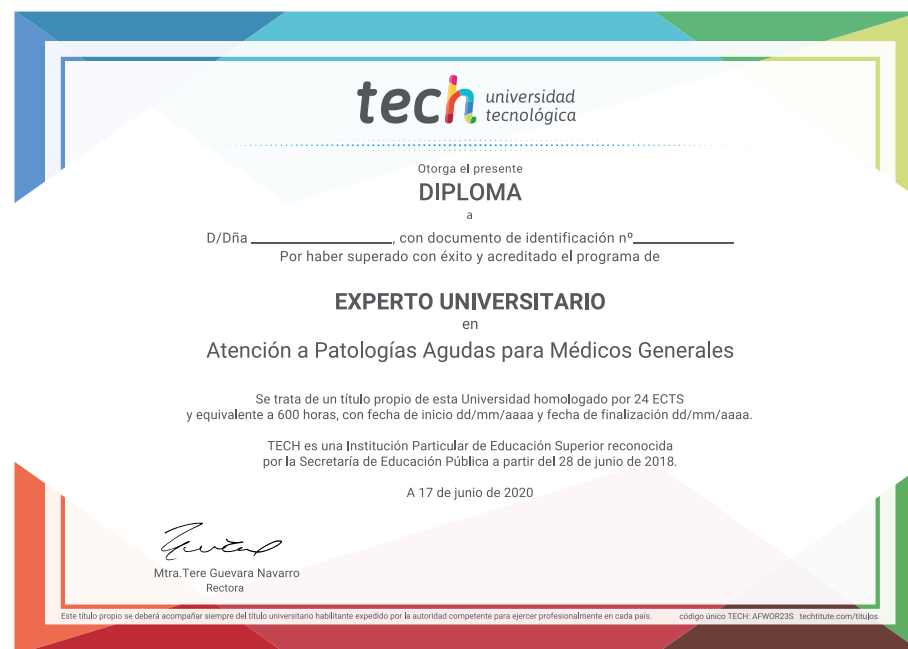 tech universidad
tecnológica
Otorga el presente
DIPLOMA
a
D/Dña ________________, con documento de identificación nº____________
Por haber superado con éxito y acreditado el programa de
EXPERTO UNIVERSITARIO
en
Atención a Patologías Agudas para Médicos Generales
Se trata de un título propio de esta Universidad homologado por 24 ECTS
y equivalente a 600 horas, con fecha de inicio dd/mm/aaaa y fecha de finalización dd/mm/aaaa.
TECH es una Institución Particular de Educación Superior reconocida
por la Secretaría de Educación Pública a partir del 28 de junio de 2018.
A 17 de junio de 2020
Mtra.Tere Guevara Navarro
Rectora
Este título propio se deberá acompañar siempre del título universitario habilitante expedido por la autoridad competente para ejercer profesionalmente en cada país. código único TECH: AFWOR23S techtitute.com/titulos